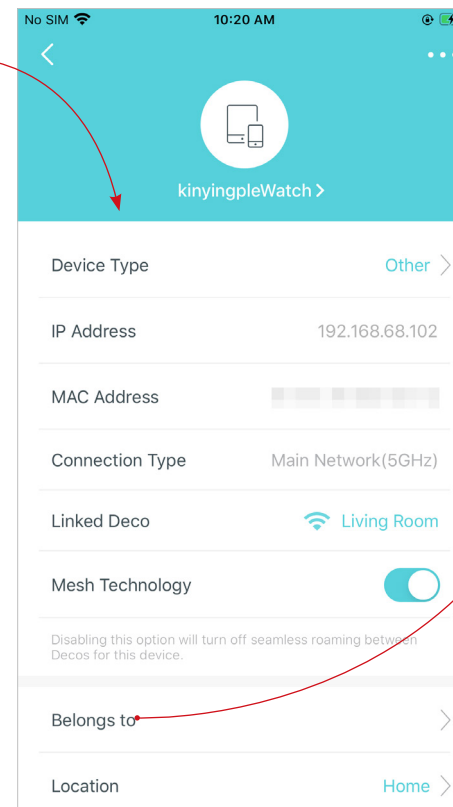 No SIM 10:20 AM
kinyingpleWatch >
Device Type Other >
IP Address 192.168.68.102
MAC Address
Connection Type Main Network(5GHz)
Linked Deco Living Room
Mesh Technology
Disabling this option will turn off seamless roaming between
Decos for this device.
Belongs to >
Location Home >